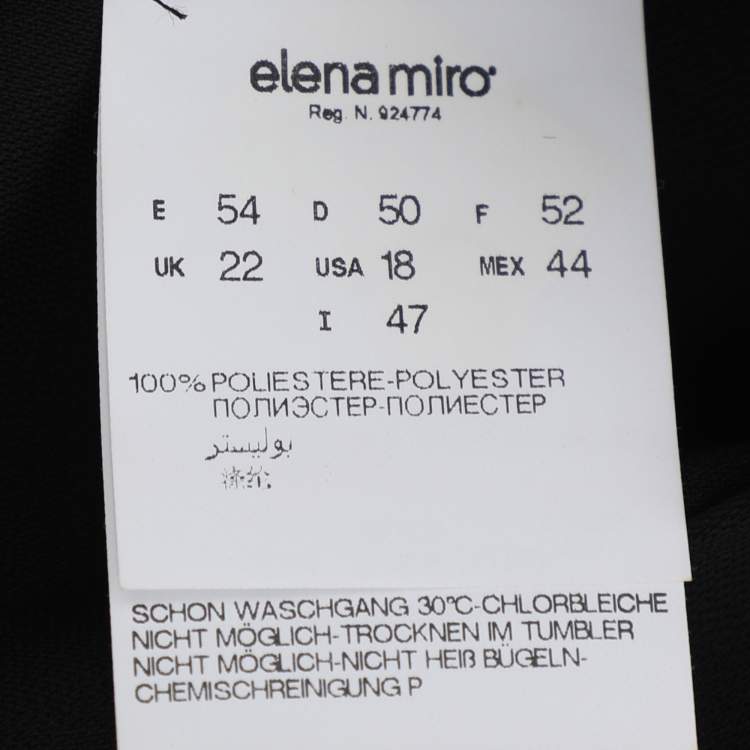 elena miro
Reg. N. 924774
E 54 D 50 F 52
UK 22 USA 18 MEX 44
I 47
100% POLIESTERE-POLYESTER
ПОЛИЭСТЕР-ПОЛИЕСТЕР
بوليستر
SCHON WASCHGANG 30°C-CHLORBLEICHE
NICHT MÖGLICH-TROCKNEN IM TUMBLER
NICHT MÖGLICH-NICHT HEIß BÜGELN-
CHEMISCHREINIGUNG P